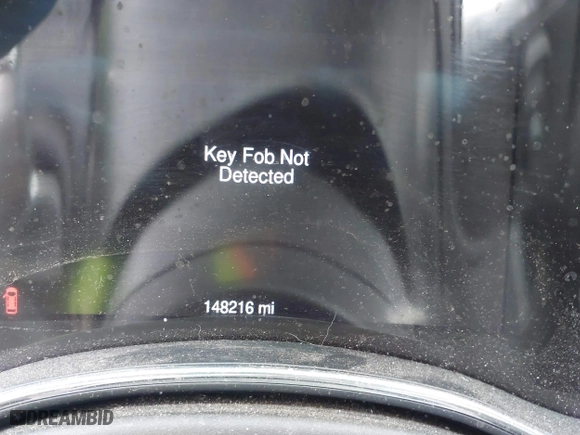 Key Fob Not
Detected
148216 mi
DREAMBID